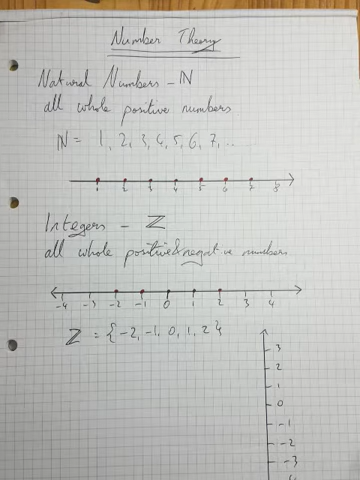 Number Theory
Natural Numbers - ℕ
all whole positive numbers
ℕ = 1, 2, 3, 4, 5, 6, 7, ..
1 2 3 4 5 6 7 8
Integers - ℤ
all whole positive & negative numbers
-4 -3 -2 -1 0 1 2 3 4
ℤ = {-2, -1, 0, 1, 2}
3
2
1
0
-1
-2
-3